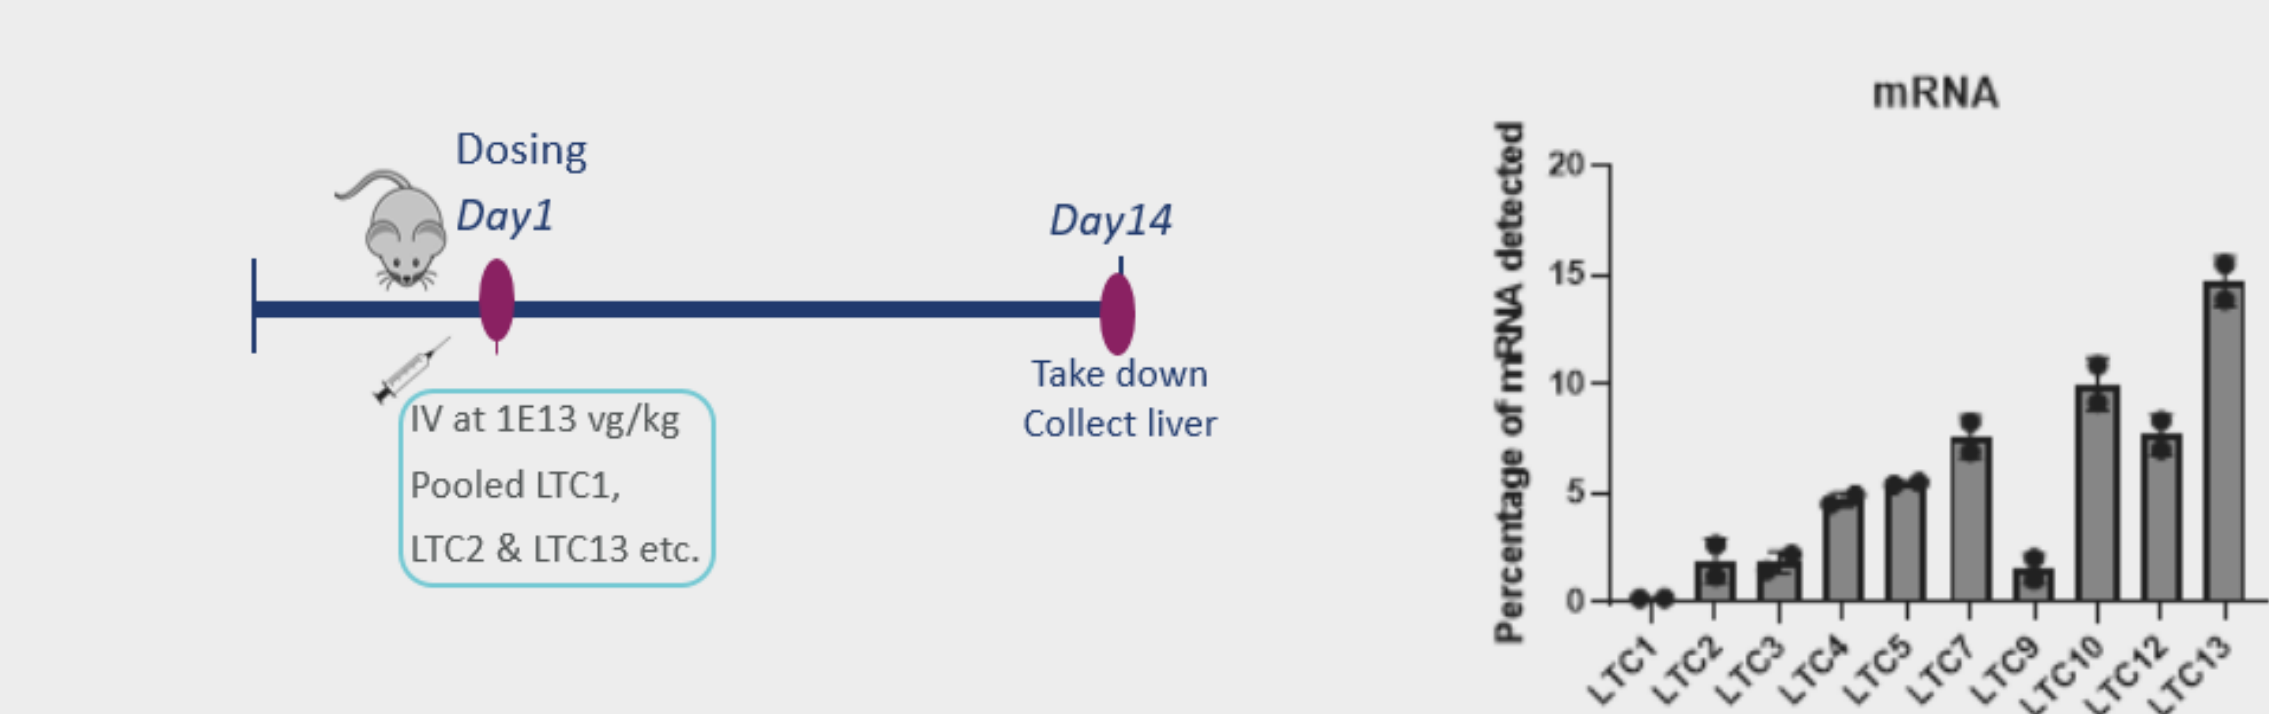 Dosing
Day1
Day14
IV at 1E13 vg/kg
Pooled LTC1,
LTC2 & LTC13 etc.
Take down
Collect liver
mRNA
Percentage of mRNA detected
20
15
10
5
0
LTC1
LTC2
LTC3
LTC4
LTC5
LTC7
LTC9
LTC10
LTC12
LTC13